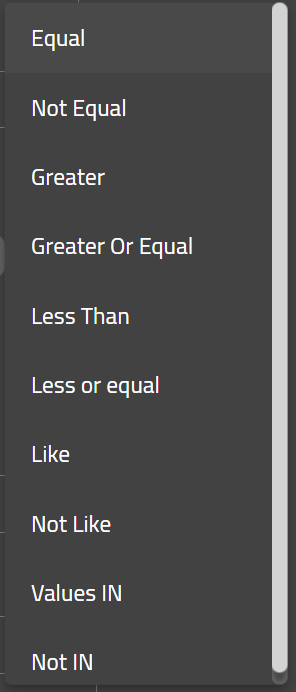 Equal
Not Equal
Greater
Greater Or Equal
Less Than
Less or equal
Like
Not Like
Values IN
Not IN